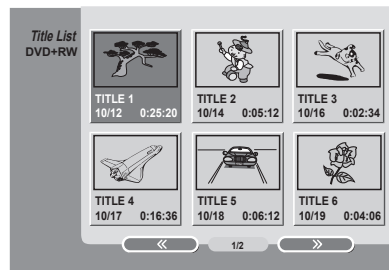 Title List
DVD+RW
TITLE 1
10/12 0:25:20
TITLE 2
10/14 0:05:12
TITLE 3
10/16 0:02:34
TITLE 4
10/17 0:16:36
TITLE 5
10/18 0:06:12
TITLE 6
10/19 0:04:06
1/2